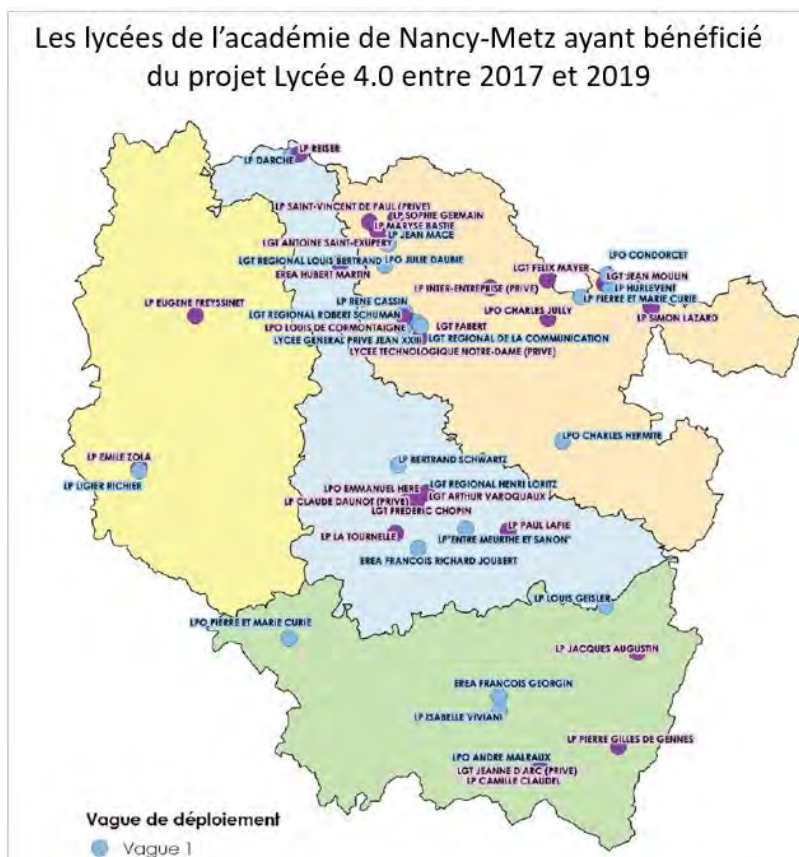 Les lycées de l'académie de Nancy-Metz ayant bénéficié
du projet Lycée 4.0 entre 2017 et 2019
LP REISER
LP DARCHE
LP SAINT-VINCENT DE PAUL (PRIVE)
LP SOPHIE GERMAIN
LP MARYSE BASTIE
LP JEAN MACE
LGT ANTOINE SAINT-EXUPERY
LGT REGIONAL LOUIS BERTRAND
LPO JULIE DAUBIE
EREA HUBERT MARTIN
LPO CONDORCET
LGT FELIX MAYER
LGT JEAN MOULIN
LP INTER-ENTREPRISE (PRIVE)
LP HURLEVENT
LP PIERRE ET MARIE CURIE
LP EUGENE FREYSSINET
LP RENE CASSIN
LGT REGIONAL ROBERT SCHUMAN
LPO CHARLES JULLY
LP SIMON LAZARD
LPO LOUIS DE CORMONTAIGNE
LGT FABERT
LYCEE GENERAL PRIVE JEAN XXIII
LGT REGIONAL DE LA COMMUNICATION
LYCEE TECHNOLOGIQUE NOTRE-DAME (PRIVE)
LPO CHARLES HERMITE
LP EMILE ZOLA
LP BERTRAND SCHWARTZ
LP LIGIER RICHIER
LPO EMMANUEL HERE
LGT REGIONAL HENRI LORITZ
LP CLAUDE DAUNOT (PRIVE)
LGT ARTHUR VAROQUAUX
LGT FREDERIC CHOPIN
LP LA TOURNELLE
LP PAUL LAPIE
LP"ENTRE MEURTHE ET SANON"
EREA FRANCOIS RICHARD JOUBERT
LP LOUIS GEISLER
LPO PIERRE ET MARIE CURIE
LP JACQUES AUGUSTIN
EREA FRANCOIS GEORGIN
LP ISABELLE VIVIANI
LP PIERRE GILLES DE GENNES
LPO ANDRE MALRAUX
LGT JEANNE D'ARC (PRIVE)
LP CAMILLE CLAUDEL
Vague de déploiement
Vague 1